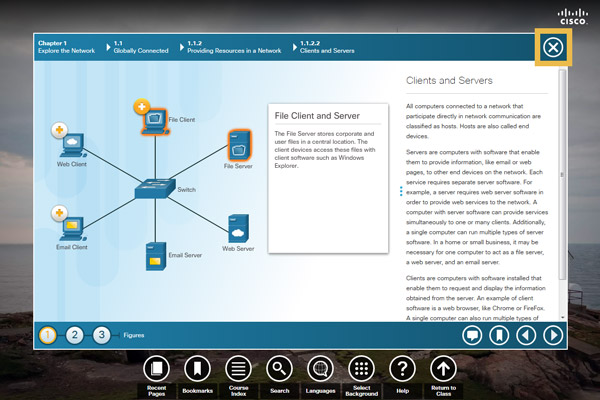 CISCO.
Chapter 1
Explore the Network
1.1
Globally Connected
1.1.2
Providing Resources in a Network
1.1.2.2
Clients and Servers
File Client
Web Client
File Server
Switch
Email Client
Email Server
Web Server
File Client and Server
The File Server stores corporate and
user files in a central location. The
client devices access these files with
client software such as Windows
Explorer.
Clients and Servers
All computers connected to a network that
participate directly in network communication are
classified as hosts. Hosts are also called end
devices.
Servers are computers with software that enable
them to provide information, like email or web
pages, to other end devices on the network. Each
service requires separate server software. For
example, a server requires web server software in
order to provide web services to the network. A
computer with server software can provide services
simultaneously to one or many clients. Additionally,
a single computer can run multiple types of server
software. In a home or small business, it may be
necessary for one computer to act as a file server,
a web server, and an email server.
Clients are computers with software installed that
enable them to request and display the information
obtained from the server. An example of client
software is a web browser, like Chrome or FireFox.
A single computer can also run multiple types of
1
2
3
Figures
Recent
Pages
Bookmarks
Course
Index
Search
Languages
Select
Background
Help
Return to
Class